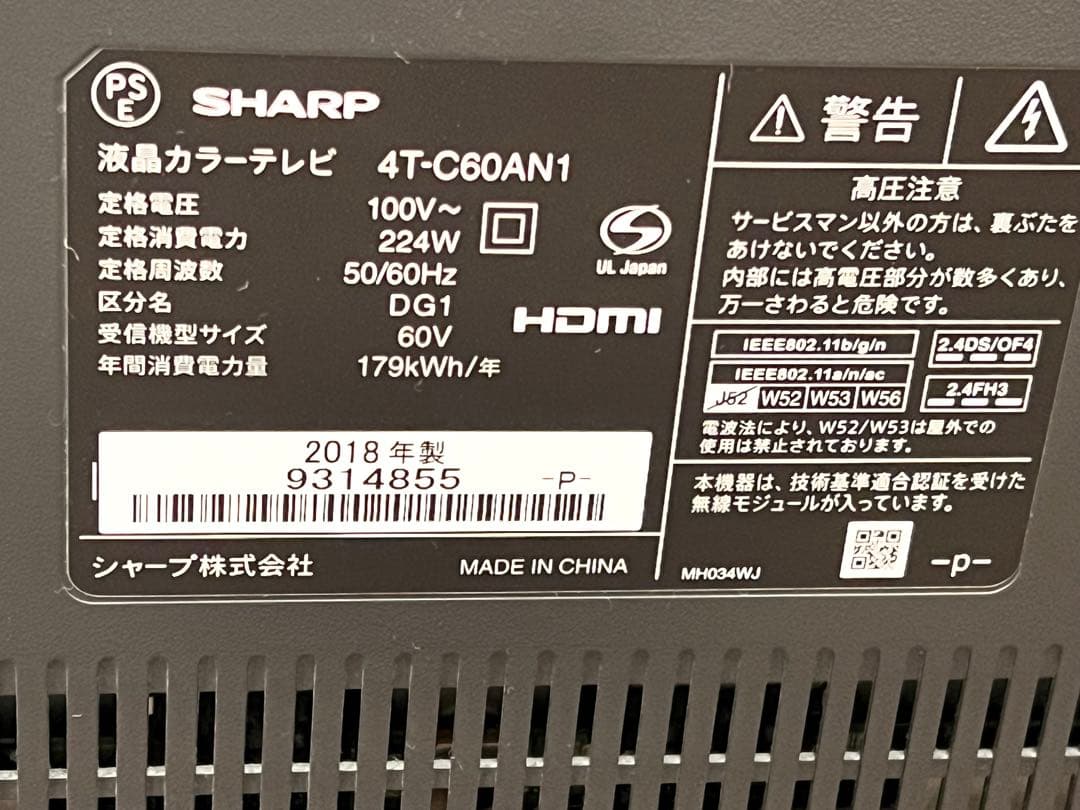 PSE
SHARP
液晶カラーテレビ 4T-C60AN1
定格電圧 100V～
定格消費電力 224W
定格周波数 50/60Hz
区分名 DG1
受信機型サイズ 60V
年間消費電力量 179kWh/年
UL Japan
HDMI
2018年製
9314855 -P-
シャープ株式会社 MADE IN CHINA
警告
高圧注意
サービスマン以外の方は、裏ぶたを
あけないでください。
内部には高電圧部分が数多くあり、
万一さわると危険です。
IEEE802.11b/g/n
IEEE802.11a/n/ac
J52 W52 W53 W56
2.4DS/OF4
2.4FH3
電波法により、W52/W53は屋外での
使用は禁止されております。
本機器は、技術基準適合認証を受けた
無線モジュールが入っています。
MH034WJ -P-